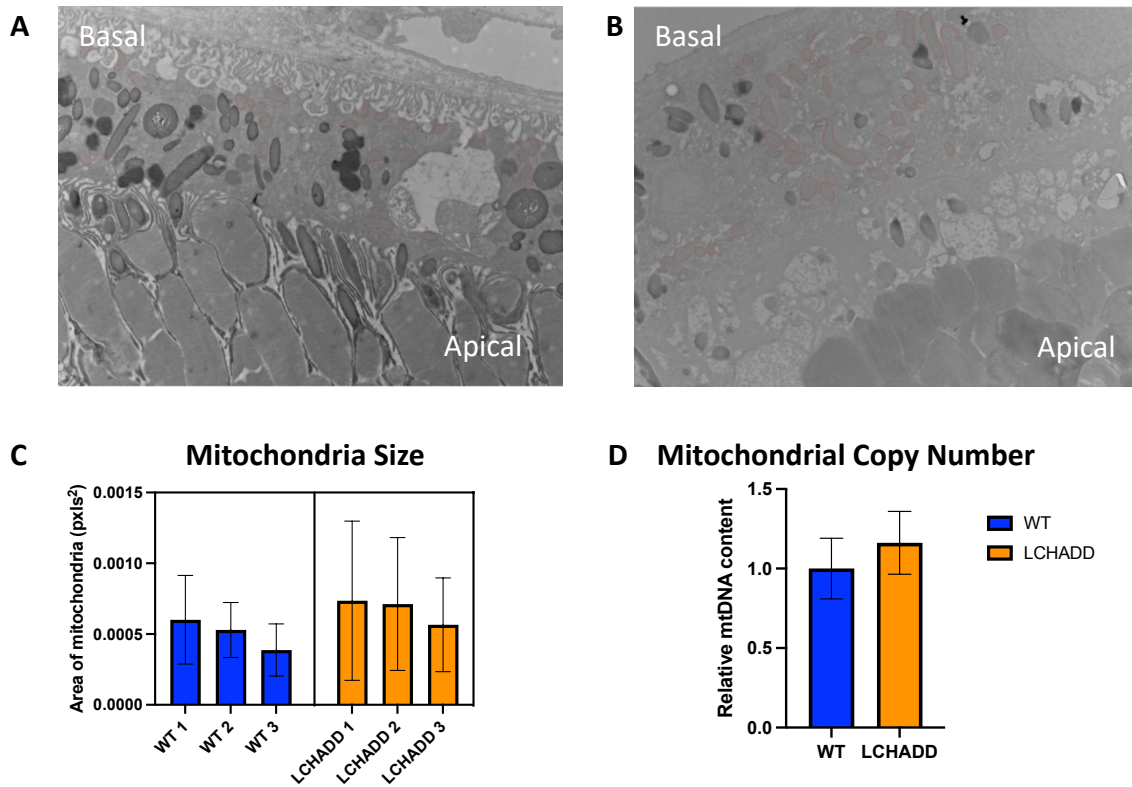 A
Basal
Apical
B
Basal
Apical
C
Mitochondria Size
Area of mitochondria (pxls²)
0.0015
0.0010
0.0005
0.0000
WT 1
WT 2
WT 3
LCHADD 1
LCHADD 2
LCHADD 3
D
Mitochondrial Copy Number
Relative mtDNA content
1.5
1.0
0.5
0.0
WT
LCHADD
WT
LCHADD